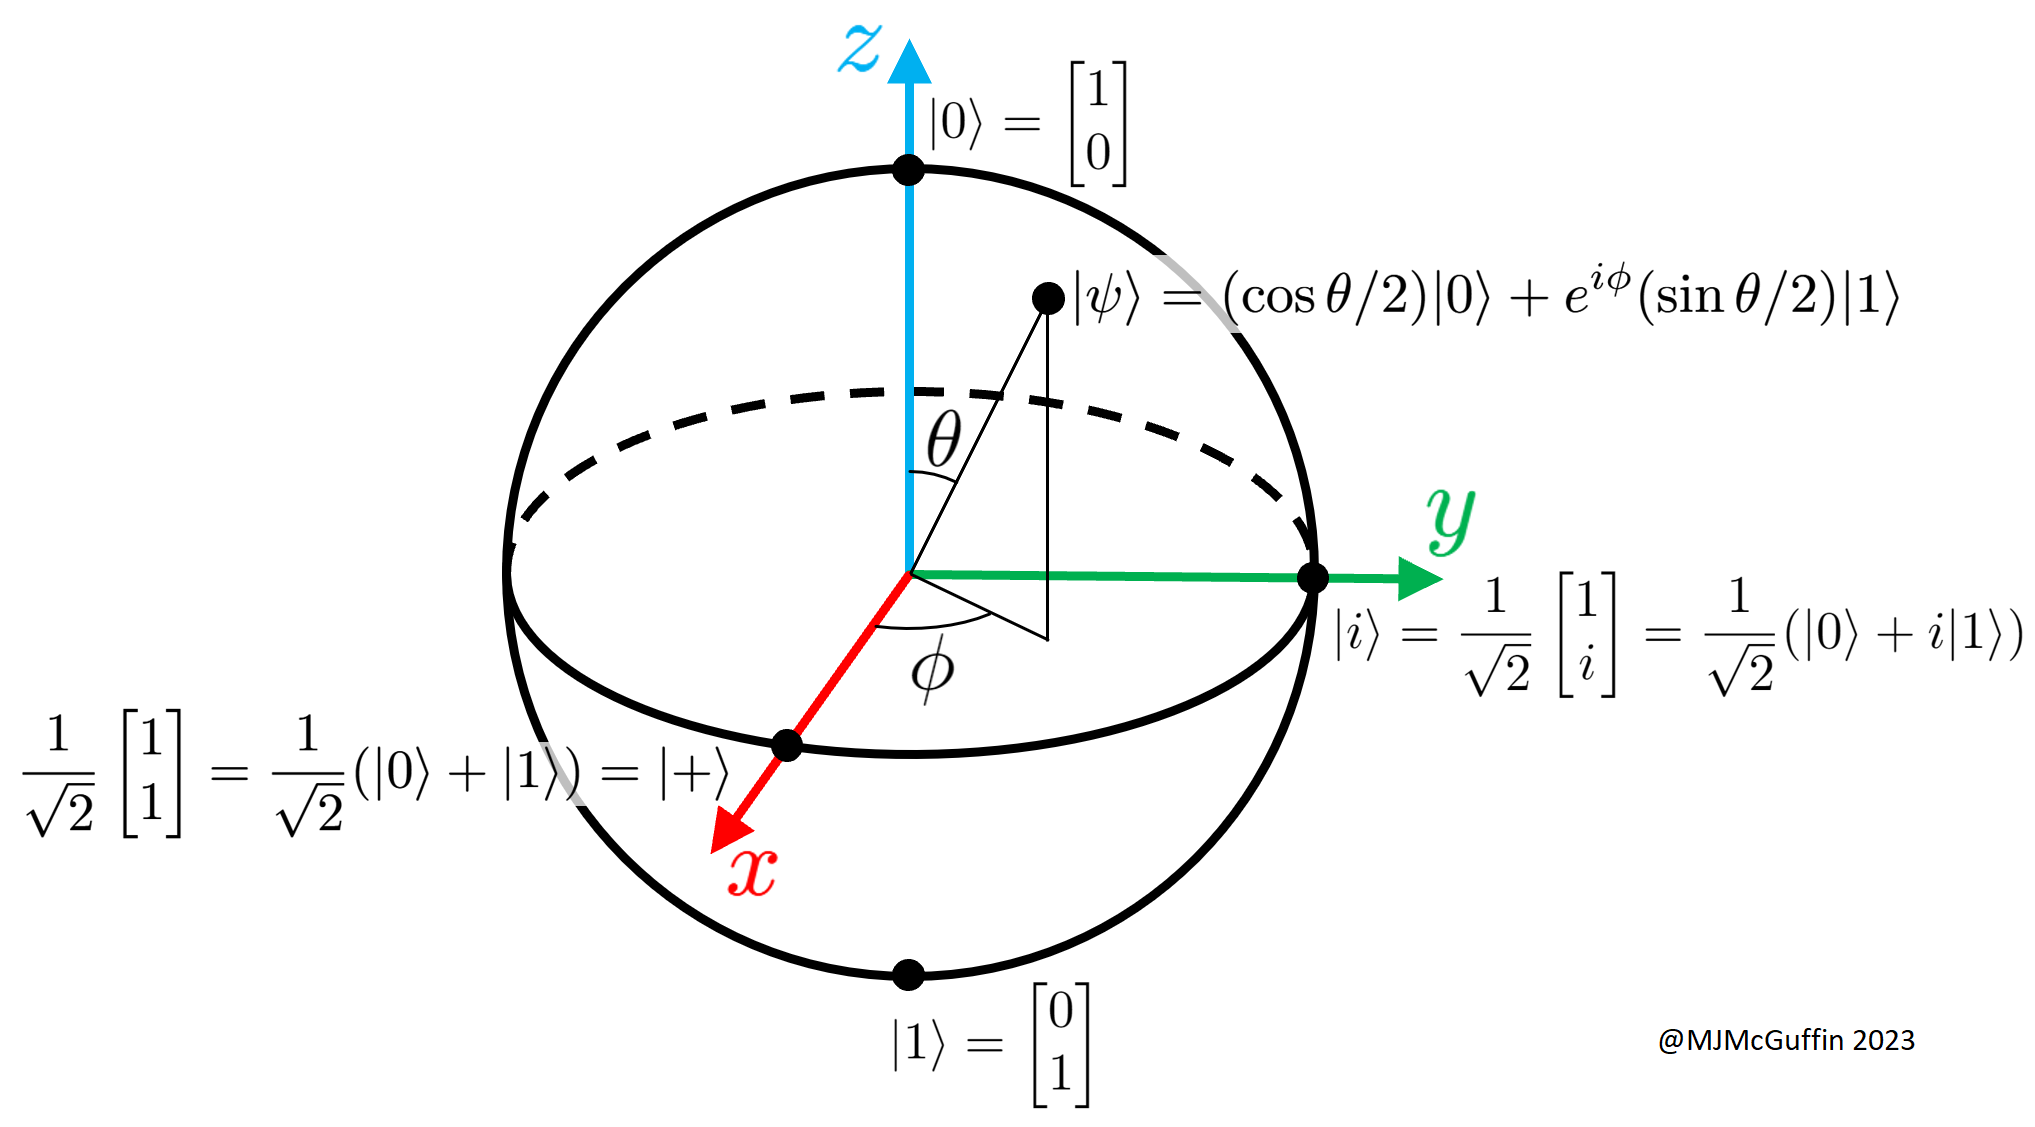 z
|0⟩ = [1 0]
|ψ⟩ = (cos θ/2)|0⟩ + e^{iϕ}(sin θ/2)|1⟩
θ
y
|i⟩ = 1/√2 [1 i] = 1/√2 (|0⟩ + i|1⟩)
ϕ
1/√2 [1 1] = 1/√2 (|0⟩ + |1⟩) = |+⟩
x
|1⟩ = [0 1]
@MJMcGuffin 2023